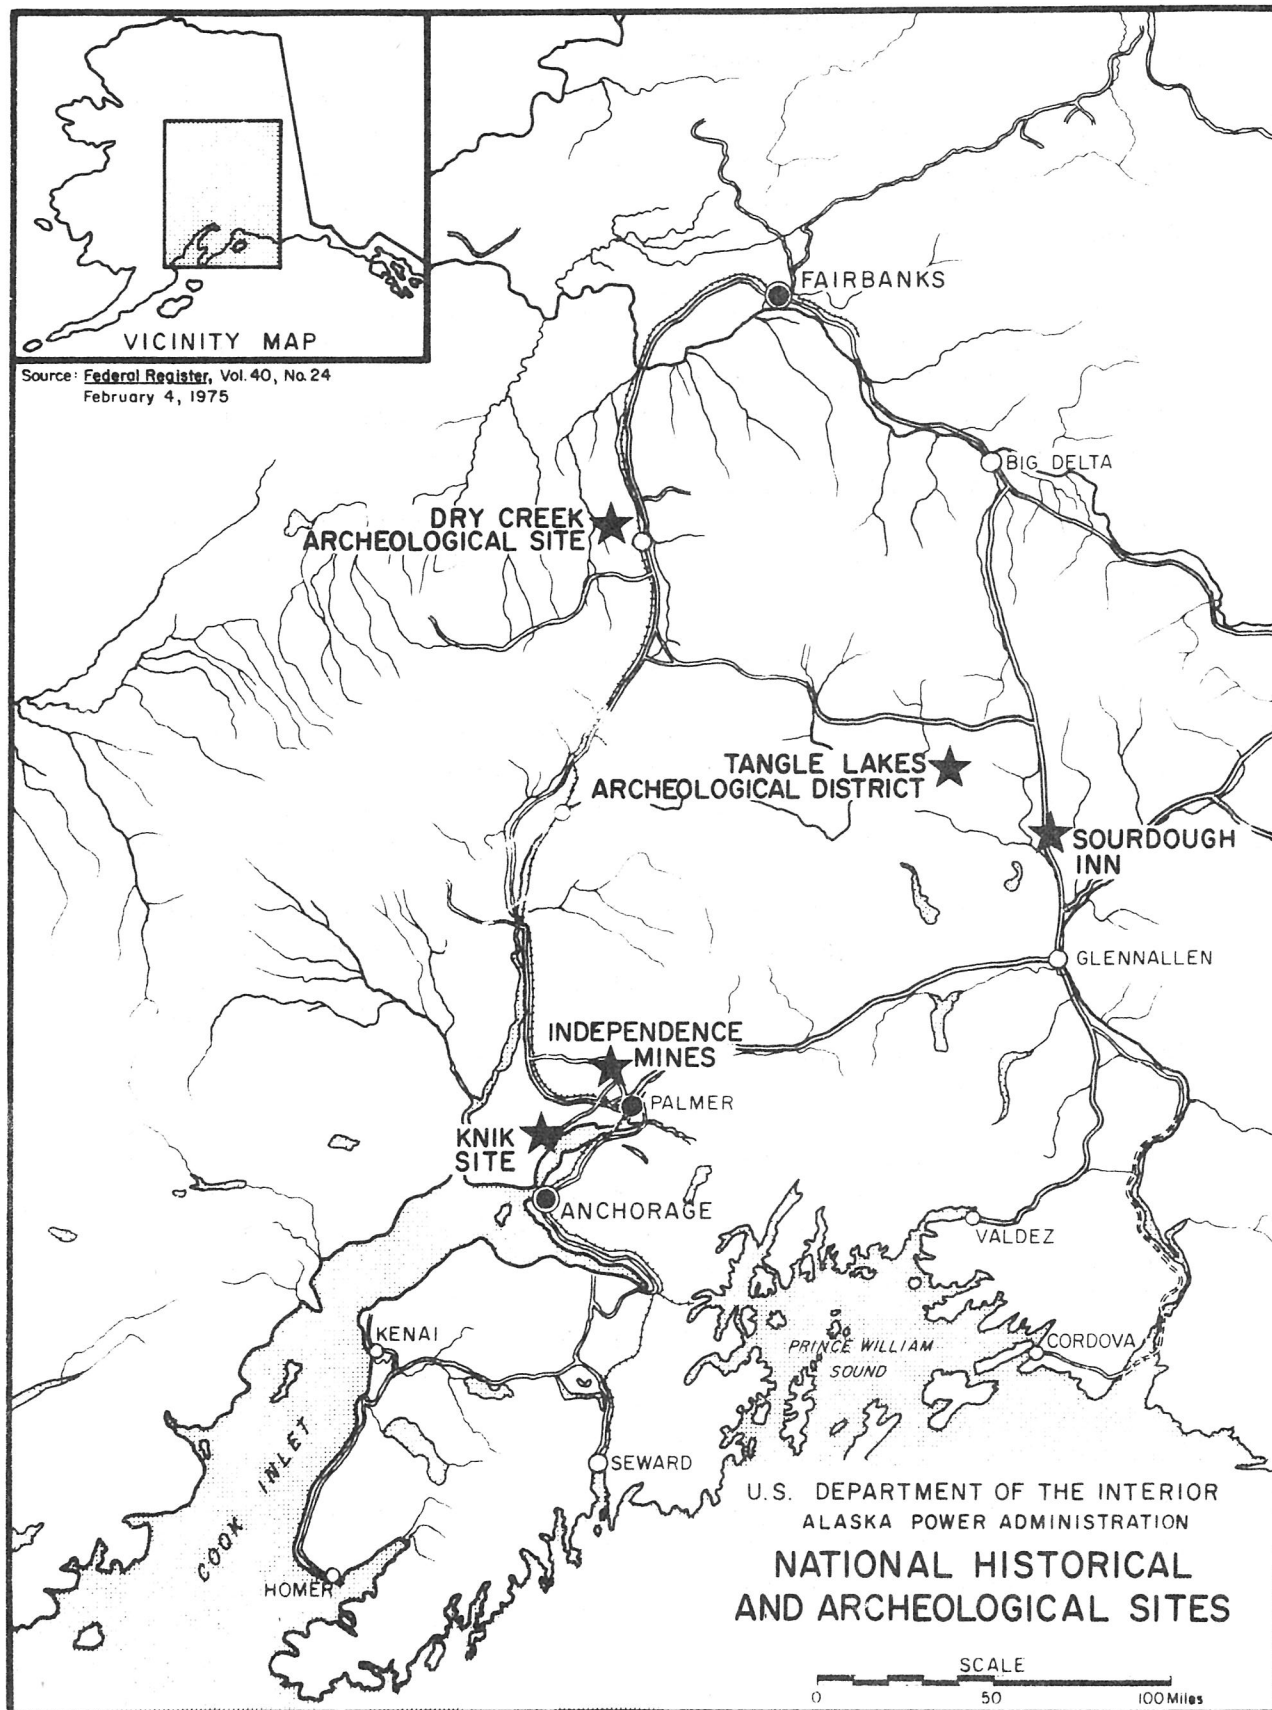 VICINITY MAP
Source: Federal Register, Vol. 40, No. 24
February 4, 1975
FAIRBANKS
BIG DELTA
DRY CREEK
ARCHEOLOGICAL SITE
TANGLE LAKES
ARCHEOLOGICAL DISTRICT
SOURDOUGH
INN
GLENNALLEN
INDEPENDENCE
MINES
PALMER
KNIK
SITE
ANCHORAGE
VALDEZ
KENAI
PRINCE WILLIAM
SOUND
CORDOVA
COOK INLET
SEWARD
HOMER
U.S. DEPARTMENT OF THE INTERIOR
ALASKA POWER ADMINISTRATION
NATIONAL HISTORICAL
AND ARCHEOLOGICAL SITES
SCALE
0 50 100 Miles